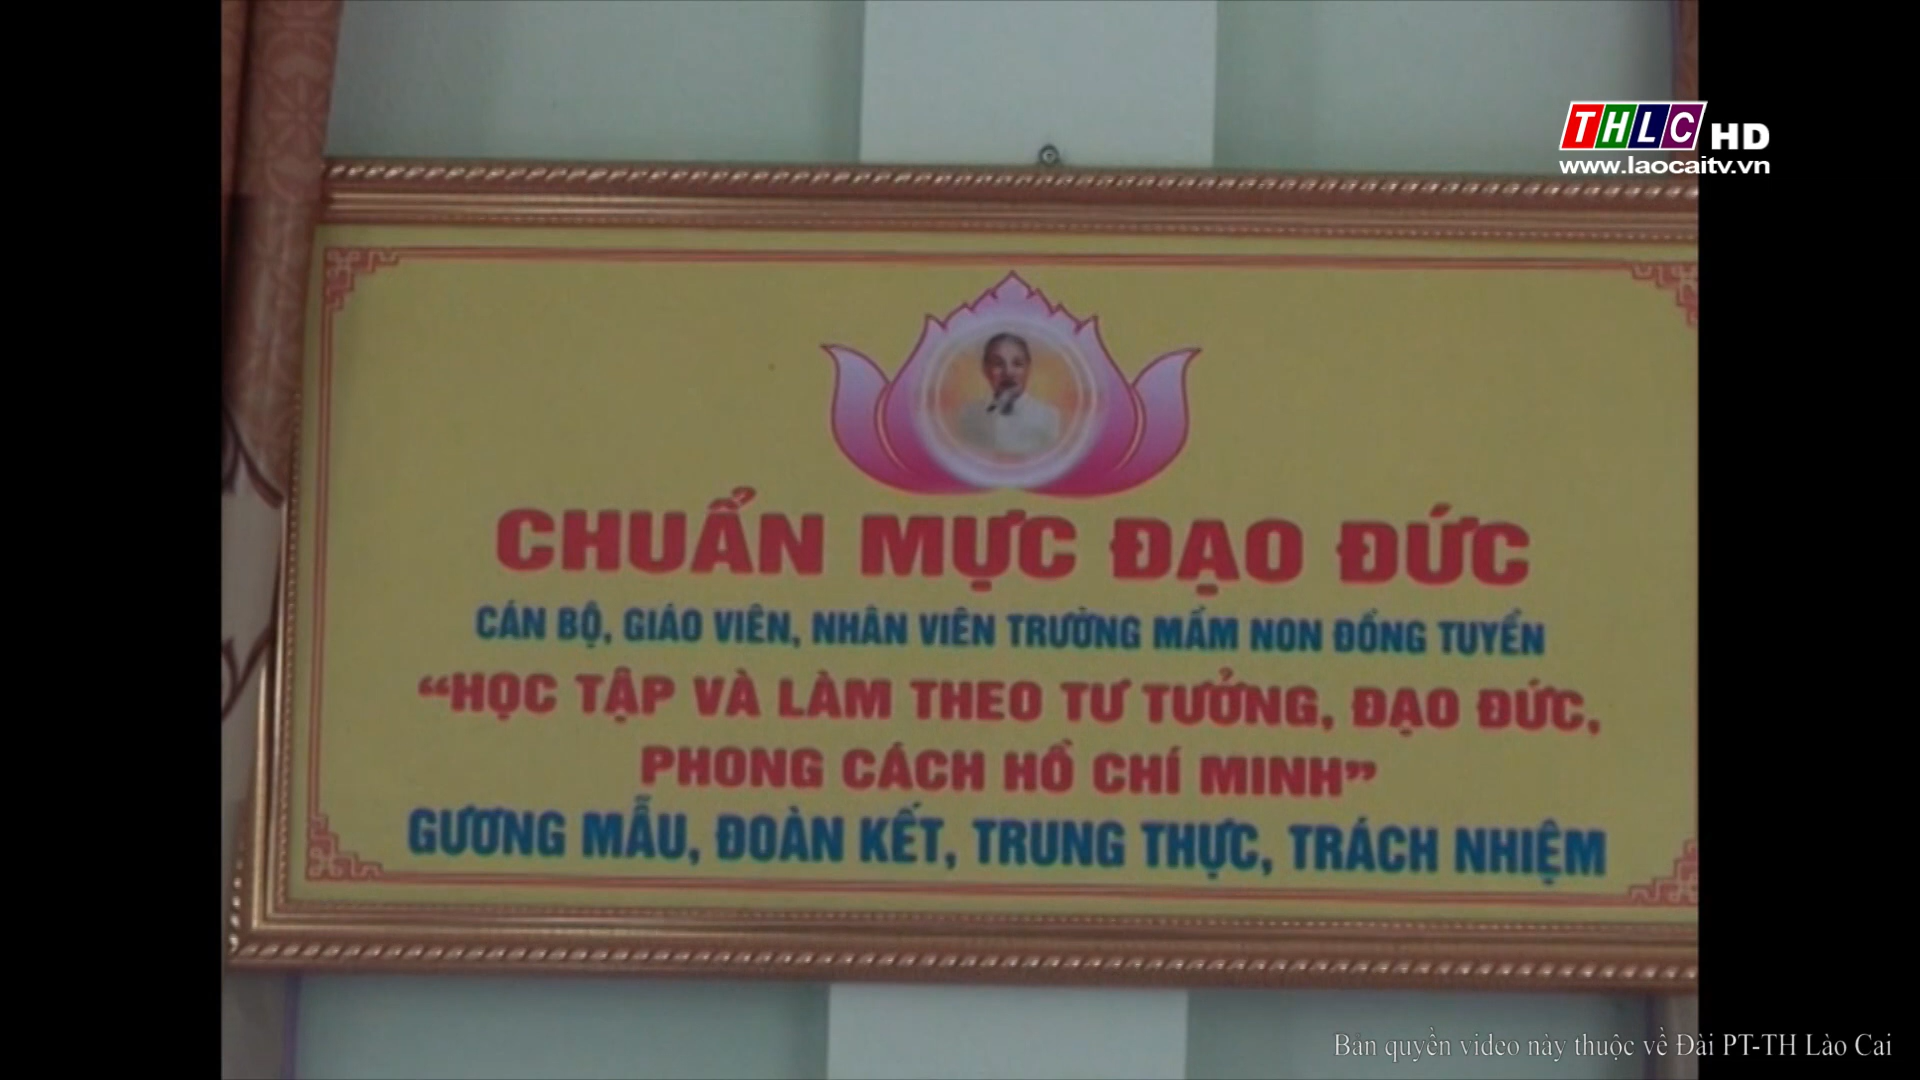 THLC HD
www.laocaitv.vn
CHUẨN MỰC ĐẠO ĐỨC
CÁN BỘ, GIÁO VIÊN, NHÂN VIÊN TRƯỜNG MẦM NON ĐỒNG TUYỂN
“HỌC TẬP VÀ LÀM THEO TƯ TƯỞNG, ĐẠO ĐỨC,
PHONG CÁCH HỒ CHÍ MINH”
GƯƠNG MẪU, ĐOÀN KẾT, TRUNG THỰC, TRÁCH NHIỆM
Bản quyền video này thuộc về Đài PT-TH Lào Cai